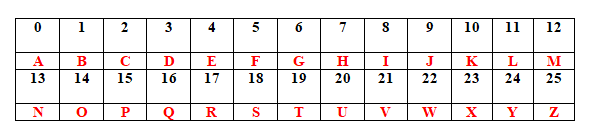 0 1 2 3 4 5 6 7 8 9 10 11 12
A B C D E F G H I J K L M
13 14 15 16 17 18 19 20 21 22 23 24 25
N O P Q R S T U V W X Y Z